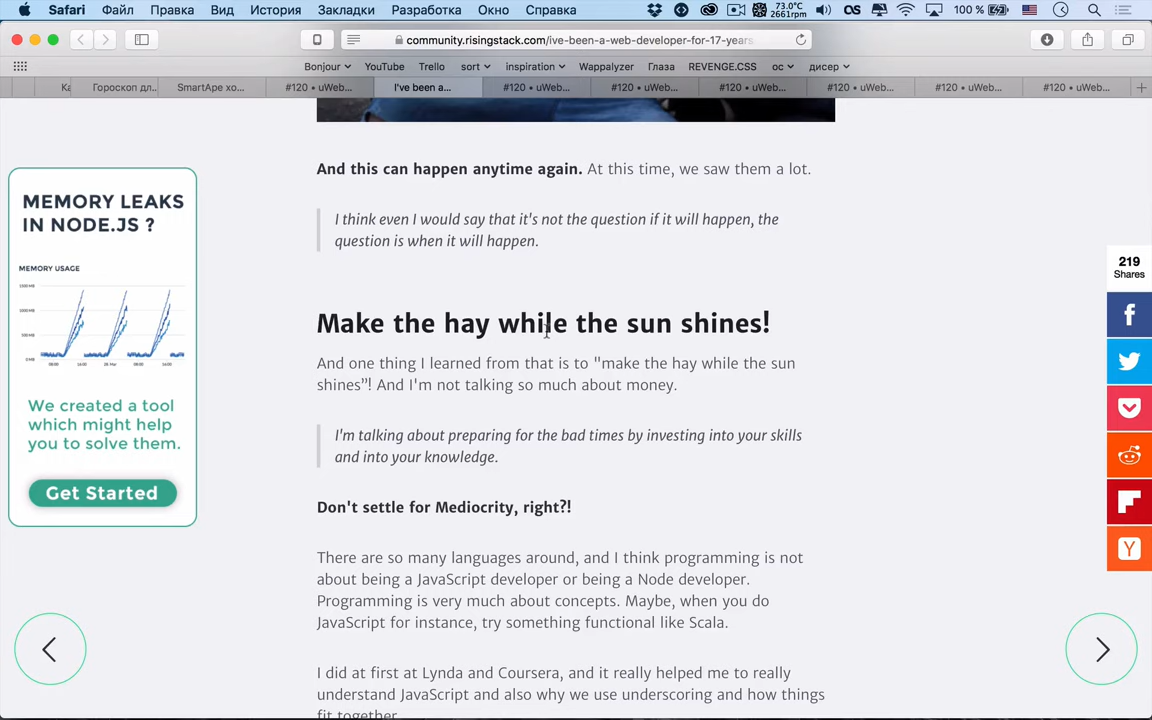 Safari Файл Правка Вид История Закладки Разработка Окно Справка 73.0°C 2661rpm 100 %
community.risingstack.com/ive-been-a-web-developer-for-17-years
Bonjour YouTube Trello sort inspiration Wappalyzer Глаза REVENGE.CSS ос дисер
Ка Гороскоп дл... SmartApe хо... #120 • uWeb... I've been a... #120 • uWeb... #120 • uWeb... #120 • uWeb... #120 • uWeb... #120 • uWeb... #120 • uWeb...
And this can happen anytime again. At this time, we saw them a lot.
I think even I would say that it's not the question if it will happen, the
question is when it will happen.
Make the hay while the sun shines!
And one thing I learned from that is to "make the hay while the sun
shines"! And I'm not talking so much about money.
I'm talking about preparing for the bad times by investing into your skills
and into your knowledge.
Don't settle for Mediocrity, right?!
There are so many languages around, and I think programming is not
about being a JavaScript developer or being a Node developer.
Programming is very much about concepts. Maybe, when you do
JavaScript for instance, try something functional like Scala.
I did at first at Lynda and Coursera, and it really helped me to really
understand JavaScript and also why we use underscoring and how things
fit together.
MEMORY LEAKS
IN NODE.JS ?
MEMORY USAGE
We created a tool
which might help
you to solve them.
Get Started
219
Shares